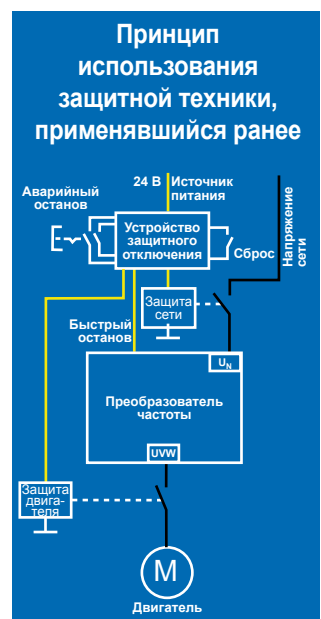 Принцип
использования
защитной техники,
применявшийся ранее
24 В
Источник
питания
Аварийный
останов
Устройство
защитного
отключения
Сброс
Напряжение
сети
Защита
сети
Быстрый
останов
U_N
Преобразователь
частоты
UVW
Защита
двига-
теля
M
Двигатель